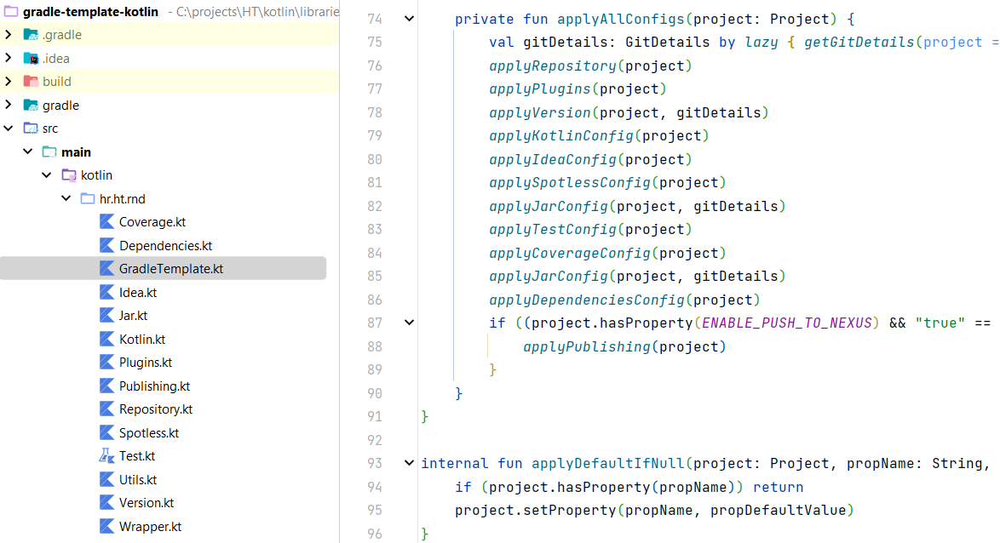 gradle-template-kotlin - C:\projects\HT\kotlin\librarie
.gradle
.idea
build
gradle
src
main
kotlin
hr.ht.rnd
Coverage.kt
Dependencies.kt
GradleTemplate.kt
Idea.kt
Jar.kt
Kotlin.kt
Plugins.kt
Publishing.kt
Repository.kt
Spotless.kt
Test.kt
Utils.kt
Version.kt
Wrapper.kt
74 private fun applyAllConfigs(project: Project) {
75 val gitDetails: GitDetails by lazy { getGitDetails(project =
76 applyRepository(project)
77 applyPlugins(project)
78 applyVersion(project, gitDetails)
79 applyKotlinConfig(project)
80 applyIdeaConfig(project)
81 applySpotlessConfig(project)
82 applyJarConfig(project, gitDetails)
83 applyTestConfig(project)
84 applyCoverageConfig(project)
85 applyJarConfig(project, gitDetails)
86 applyDependenciesConfig(project)
87 if ((project.hasProperty(ENABLE_PUSH_TO_NEXUS) && "true" ==
88 applyPublishing(project)
89 }
90 }
91 }
92
93 internal fun applyDefaultIfNull(project: Project, propName: String,
94 if (project.hasProperty(propName)) return
95 project.setProperty(propName, propDefaultValue)
96 }